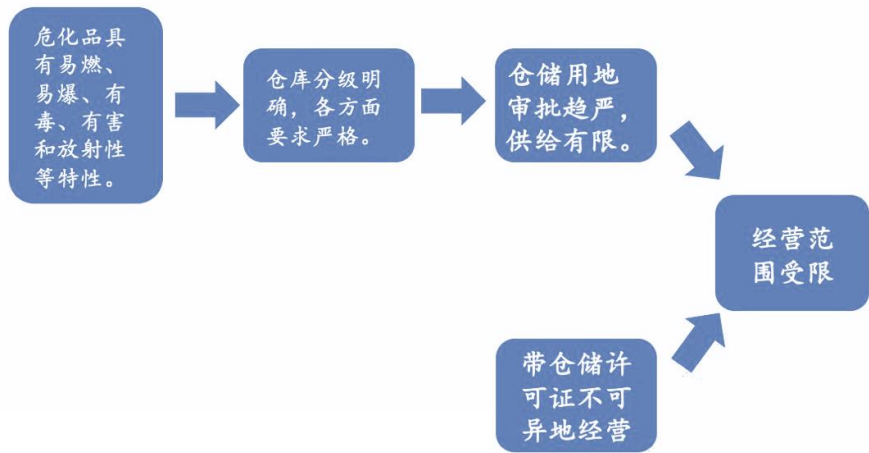 危化品具
有易燃、
易爆、有
毒、有害
和放射性
等特性。
仓库分级明
确，各方面
要求严格。
仓储用地
审批趋严，
供给有限。
经营范
围受限
带仓储许
可证不可
异地经营